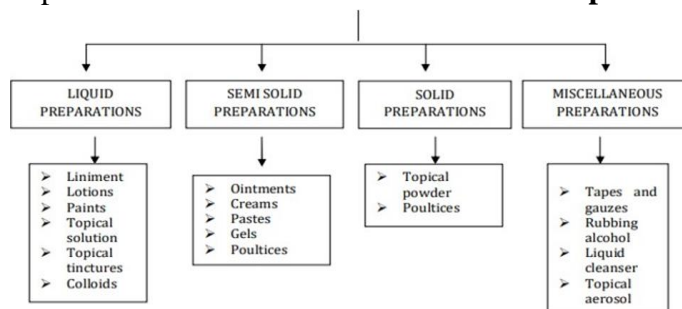 LIQUID
PREPARATIONS
SEMI SOLID
PREPARATIONS
SOLID
PREPARATIONS
MISCELLANEOUS
PREPARATIONS
➢ Liniment
➢ Lotions
➢ Paints
➢ Topical
solution
➢ Topical
tinctures
➢ Colloids
➢ Ointments
➢ Creams
➢ Pastes
➢ Gels
➢ Poultices
➢ Topical
powder
➢ Poultices
➢ Tapes and
gauzes
➢ Rubbing
alcohol
➢ Liquid
cleanser
➢ Topical
aerosol